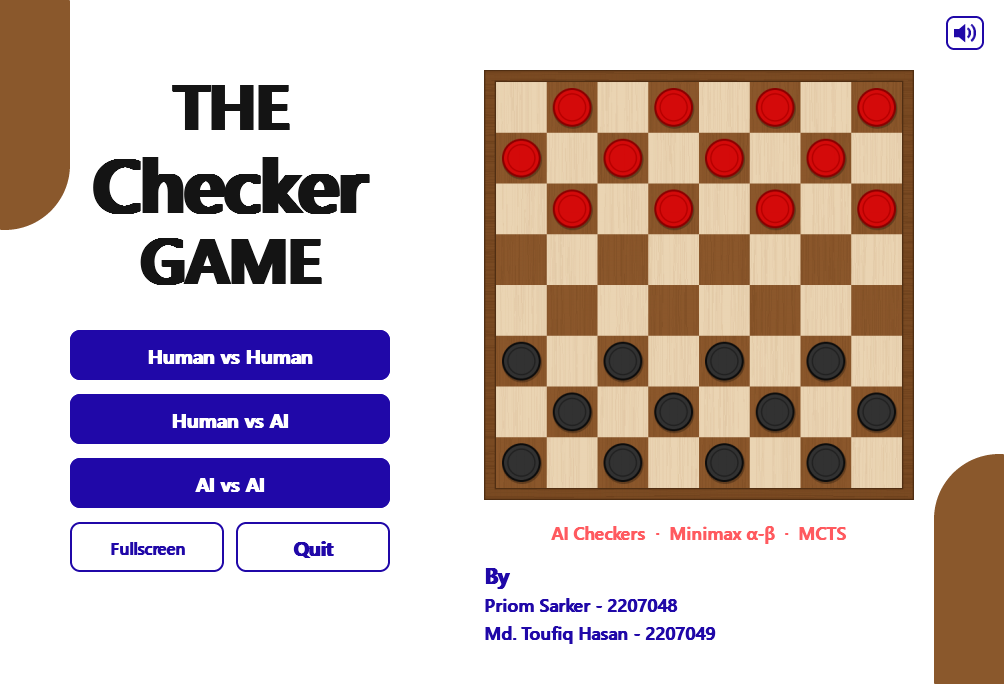 THE
Checker
GAME
Human vs Human
Human vs AI
AI vs AI
Fullscreen
Quit
AI Checkers · Minimax α-β · MCTS
By
Priom Sarker - 2207048
Md. Toufiq Hasan - 2207049